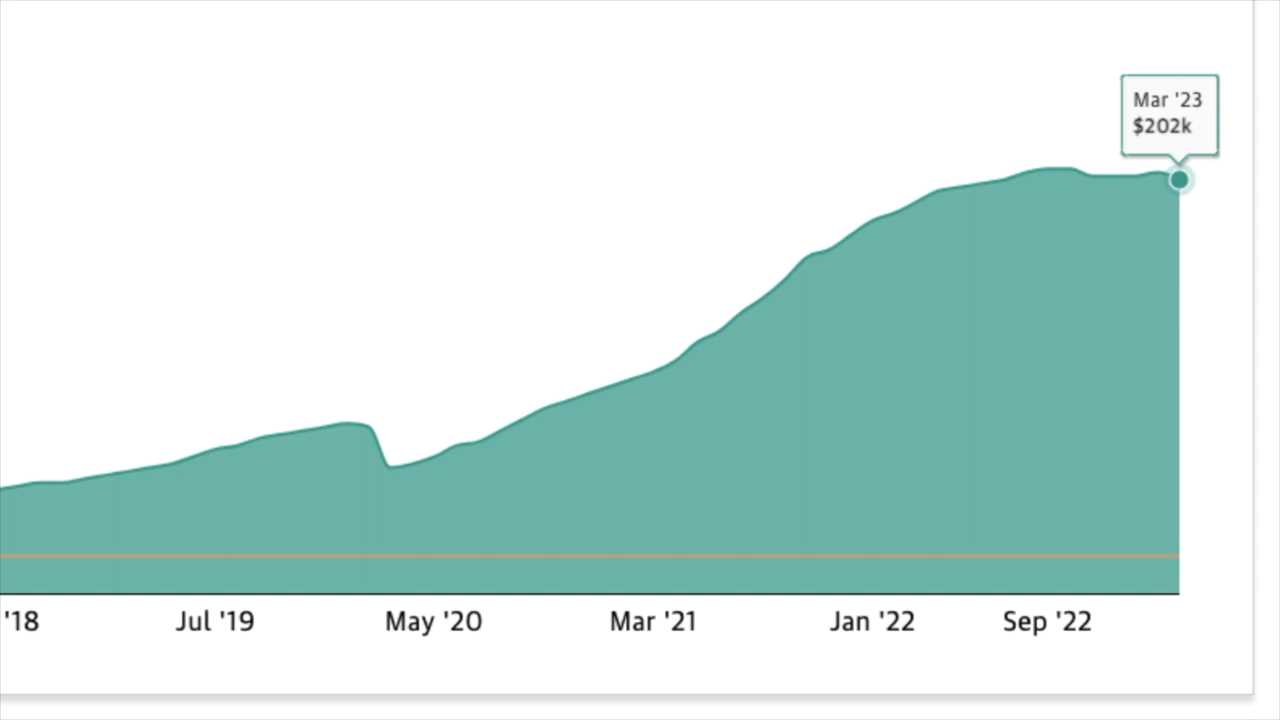 Mar '23
$202k
'18
Jul '19
May '20
Mar '21
Jan '22
Sep '22